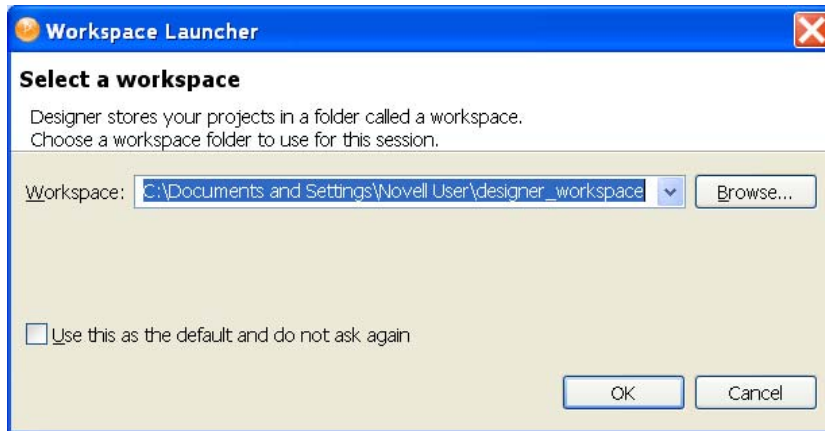 Workspace Launcher
Select a workspace
Designer stores your projects in a folder called a workspace.
Choose a workspace folder to use for this session.
Workspace: C:\Documents and Settings\Novell User\designer_workspace Browse...
Use this as the default and do not ask again
OK Cancel